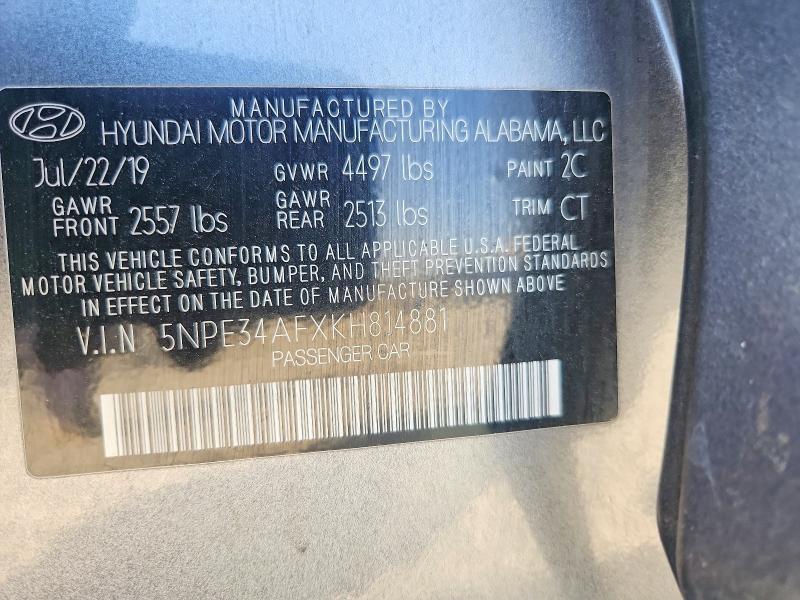 MANUFACTURED BY
HYUNDAI MOTOR MANUFACTURING ALABAMA, LLC
Jul/22/19 GVWR 4497 lbs PAINT 2C
GAWR FRONT 2557 lbs GAWR REAR 2513 lbs TRIM CT
THIS VEHICLE CONFORMS TO ALL APPLICABLE U.S.A. FEDERAL
MOTOR VEHICLE SAFETY, BUMPER, AND THEFT PREVENTION STANDARDS
IN EFFECT ON THE DATE OF MANUFACTURE SHOWN ABOVE
V.I.N 5NPE34AFXKH814881
PASSENGER CAR